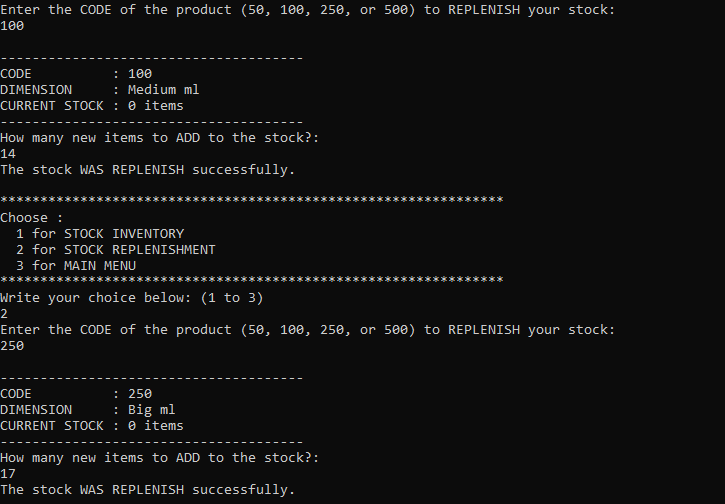 Enter the CODE of the product (50, 100, 250, or 500) to REPLENISH your stock:
100
--------------------------------------
CODE          : 100
DIMENSION     : Medium ml
CURRENT STOCK : 0 items
--------------------------------------
How many new items to ADD to the stock?:
14
The stock WAS REPLENISH successfully.
***************************************************************
Choose :
  1 for STOCK INVENTORY
  2 for STOCK REPLENISHMENT
  3 for MAIN MENU
***************************************************************
Write your choice below: (1 to 3)
2
Enter the CODE of the product (50, 100, 250, or 500) to REPLENISH your stock:
250
--------------------------------------
CODE          : 250
DIMENSION     : Big ml
CURRENT STOCK : 0 items
--------------------------------------
How many new items to ADD to the stock?:
17
The stock WAS REPLENISH successfully.